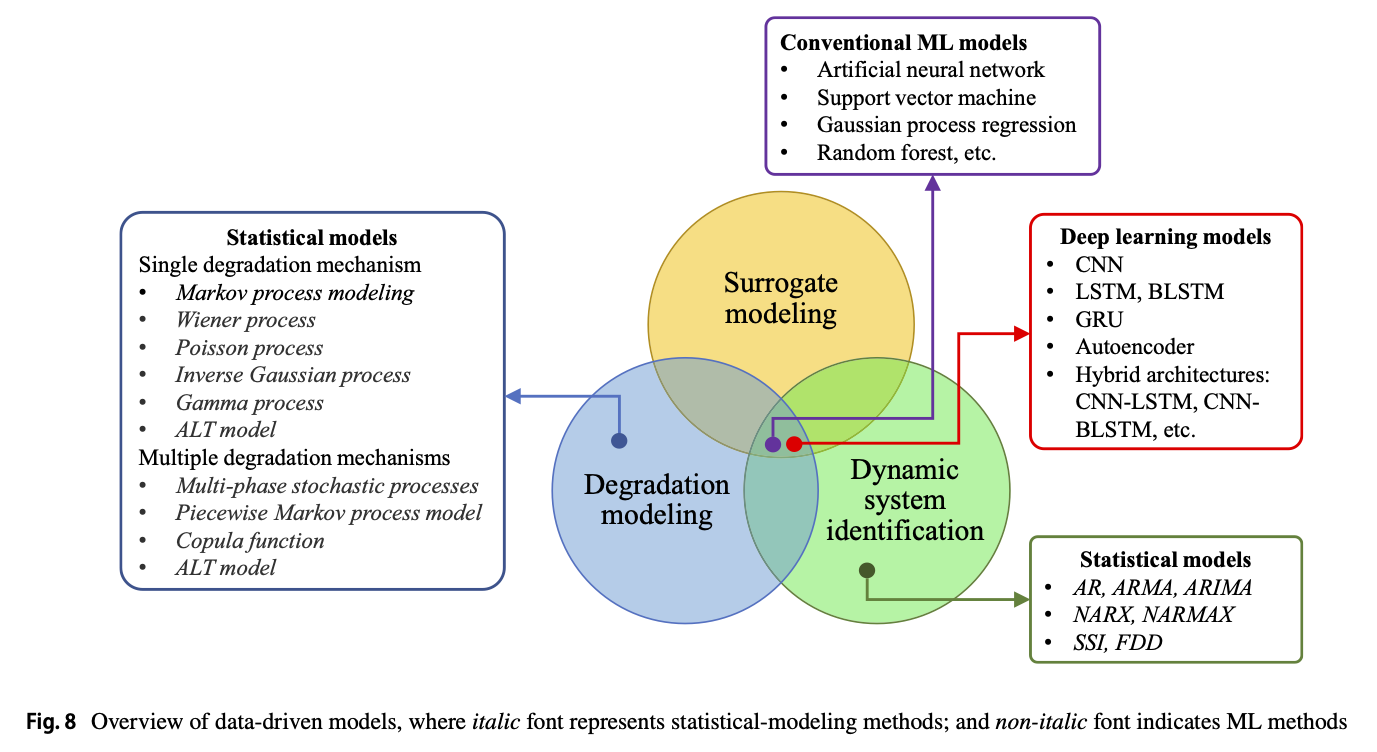 Conventional ML models
• Artificial neural network
• Support vector machine
• Gaussian process regression
• Random forest, etc.
Statistical models
Single degradation mechanism
• Markov process modeling
• Wiener process
• Poisson process
• Inverse Gaussian process
• Gamma process
• ALT model
Multiple degradation mechanisms
• Multi-phase stochastic processes
• Piecewise Markov process model
• Copula function
• ALT model
Surrogate
modeling
Degradation
modeling
Dynamic
system
identification
Deep learning models
• CNN
• LSTM, BLSTM
• GRU
• Autoencoder
• Hybrid architectures:
CNN-LSTM, CNN-
BLSTM, etc.
Statistical models
• AR, ARMA, ARIMA
• NARX, NARMAX
• SSI, FDD
Fig. 8 Overview of data-driven models, where italic font represents statistical-modeling methods; and non-italic font indicates ML methods